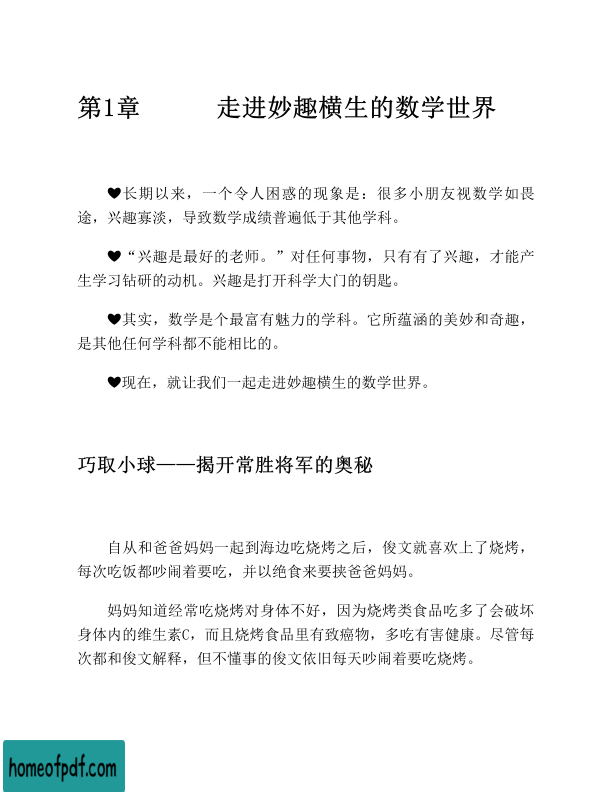 第1章 走进妙趣横生的数学世界
♥长期以来，一个令人困惑的现象是：很多小朋友视数学如畏
途，兴趣寡淡，导致数学成绩普遍低于其他学科。
♥“兴趣是最好的老师。”对任何事物，只有有了兴趣，才能产
生学习钻研的动机。兴趣是打开科学大门的钥匙。
♥其实，数学是个最富有魅力的学科。它所蕴涵的美妙和奇趣，
是其他任何学科都不能相比的。
♥现在，就让我们一起走进妙趣横生的数学世界。
巧取小球——揭开常胜将军的奥秘
自从和爸爸妈妈一起到海边吃烧烤之后，俊文就喜欢上了烧烤，
每次吃饭都吵闹着要吃，并以绝食来要挟爸爸妈妈。
妈妈知道经常吃烧烤对身体不好，因为烧烤类食品吃多了会破坏
身体内的维生素C，而且烧烤食品里有致癌物，多吃有害健康。尽管每
次都和俊文解释，但不懂事的俊文依旧每天吵闹着要吃烧烤。
homeofpdf.com